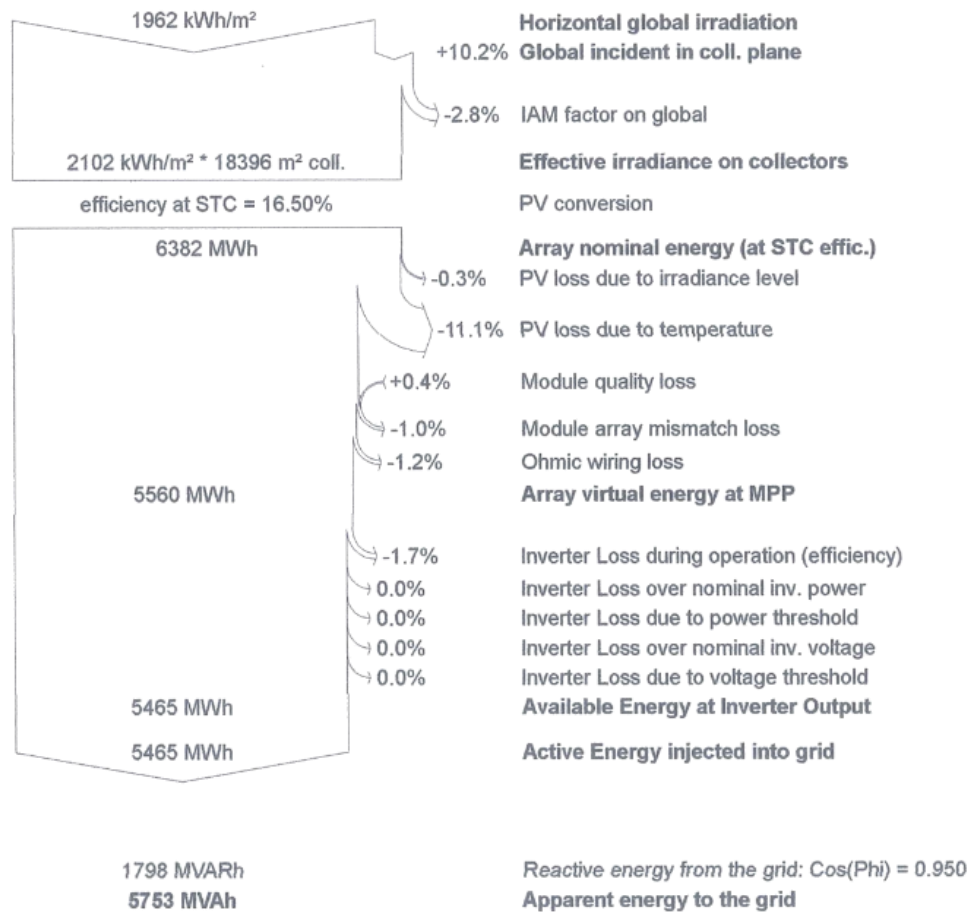 1962 kWh/m² Horizontal global irradiation
+10.2% Global incident in coll. plane
-2.8% IAM factor on global
2102 kWh/m² * 18396 m² coll. Effective irradiance on collectors
efficiency at STC = 16.50% PV conversion
6382 MWh Array nominal energy (at STC effic.)
-0.3% PV loss due to irradiance level
-11.1% PV loss due to temperature
+0.4% Module quality loss
-1.0% Module array mismatch loss
-1.2% Ohmic wiring loss
5560 MWh Array virtual energy at MPP
-1.7% Inverter Loss during operation (efficiency)
0.0% Inverter Loss over nominal inv. power
0.0% Inverter Loss due to power threshold
0.0% Inverter Loss over nominal inv. voltage
0.0% Inverter Loss due to voltage threshold
5465 MWh Available Energy at Inverter Output
5465 MWh Active Energy injected into grid
1798 MVARh Reactive energy from the grid: Cos(Phi) = 0.950
5753 MVAh Apparent energy to the grid